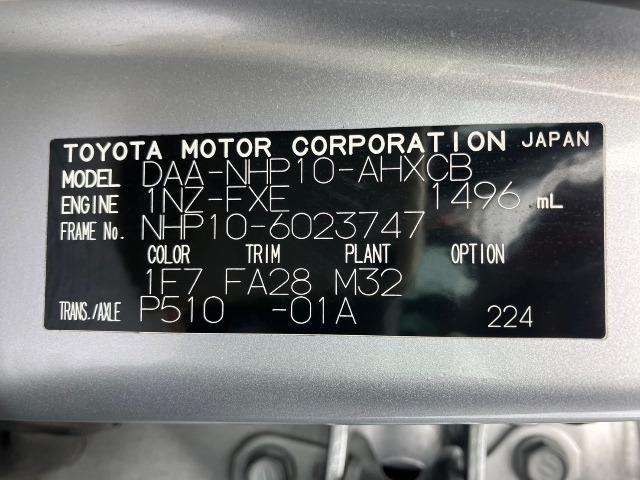 TOYOTA MOTOR CORPORATION JAPAN
MODEL DAA-NHP10-AHXCB
ENGINE 1NZ-FXE 1496 mL
FRAME No. NHP10-6023747
COLOR TRIM PLANT OPTION
1F7 FA28 M32
TRANS./AXLE P510 -01A 224